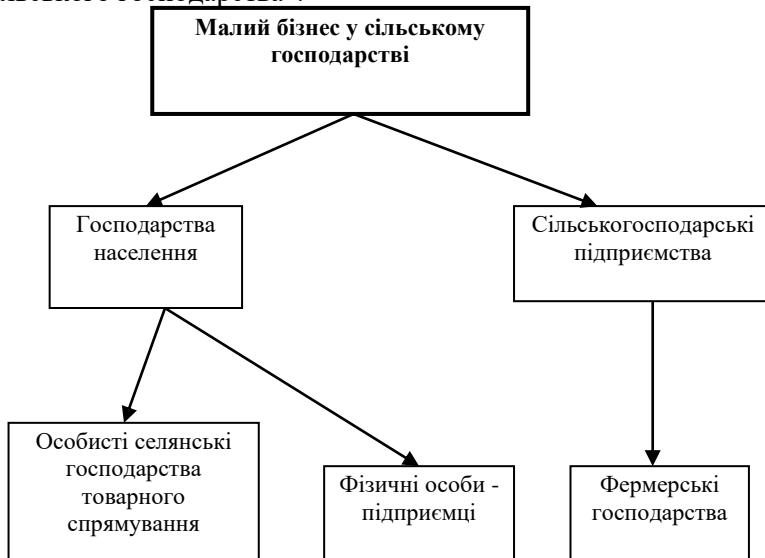 Малий бізнес у сільському
господарстві
Господарства
населення
Сільськогосподарські
підприємства
Особисті селянські
господарства
товарного
спрямування
Фізичні особи -
підприємці
Фермерські
господарства